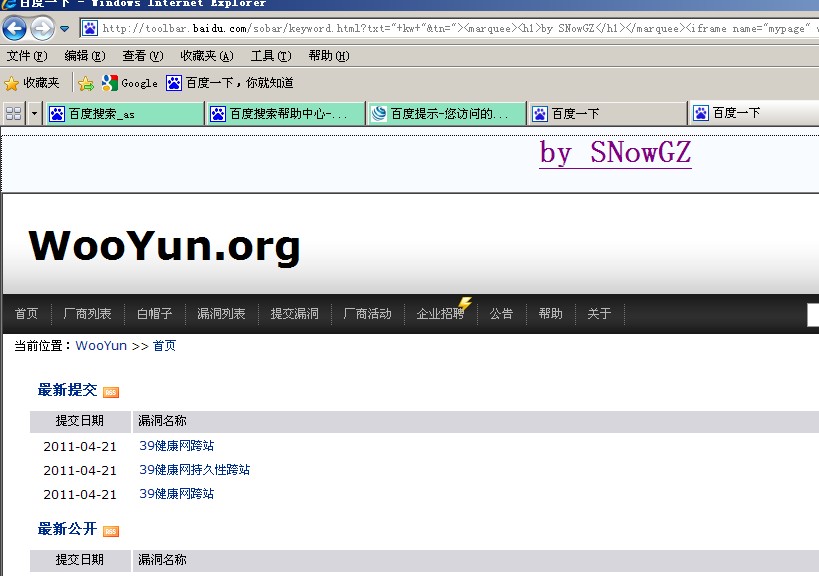 百度一下 - Windows Internet Explorer
http://toolbar.baidu.com/sobar/keyword.html?txt="+kw+"&tn="><marquee><h1>by SNowGZ</h1></marquee><iframe name="mypage" w
文件(F) 编辑(E) 查看(V) 收藏夹(A) 工具(T) 帮助(H)
收藏夹 Google 百度一下，你就知道
百度搜索_as 百度搜索帮助中心-... 百度提示-您访问的... 百度一下 百度一下
by SNowGZ
WooYun.org
首页 厂商列表 白帽子 漏洞列表 提交漏洞 厂商活动 企业招聘 公告 帮助 关于
当前位置：WooYun >> 首页
最新提交 RSS
提交日期 漏洞名称
2011-04-21 39健康网跨站
2011-04-21 39健康网持久性跨站
2011-04-21 39健康网跨站
最新公开 RSS
提交日期 漏洞名称